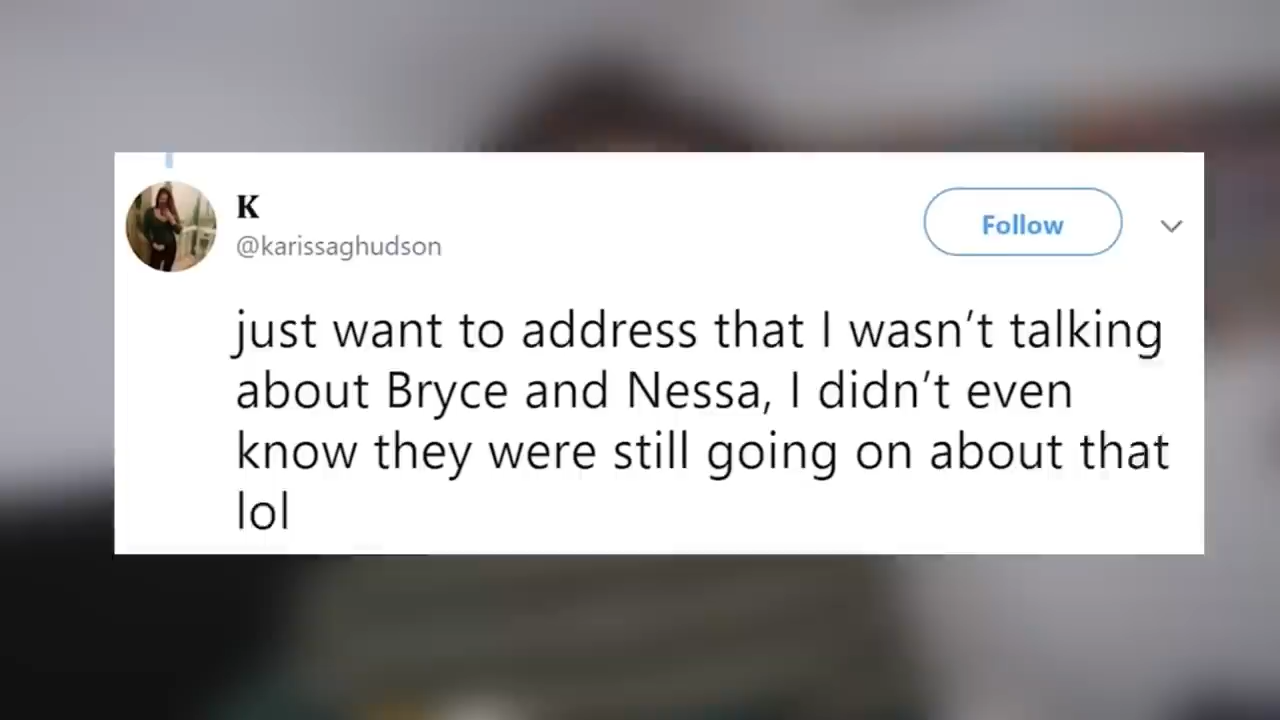 K
@karissaghudson
Follow
just want to address that I wasn't talking
about Bryce and Nessa, I didn't even
know they were still going on about that
lol